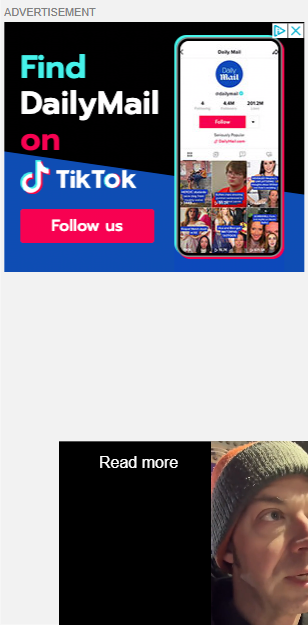 ADVERTISEMENT
Find
DailyMail
on
TikTok
Follow us
Daily Mail
Daily
Mail
@dailymail
4
4.4M
201.2M
Following
Followers
Likes
Follow
Seriously Popular
DailyMail.com
Read more